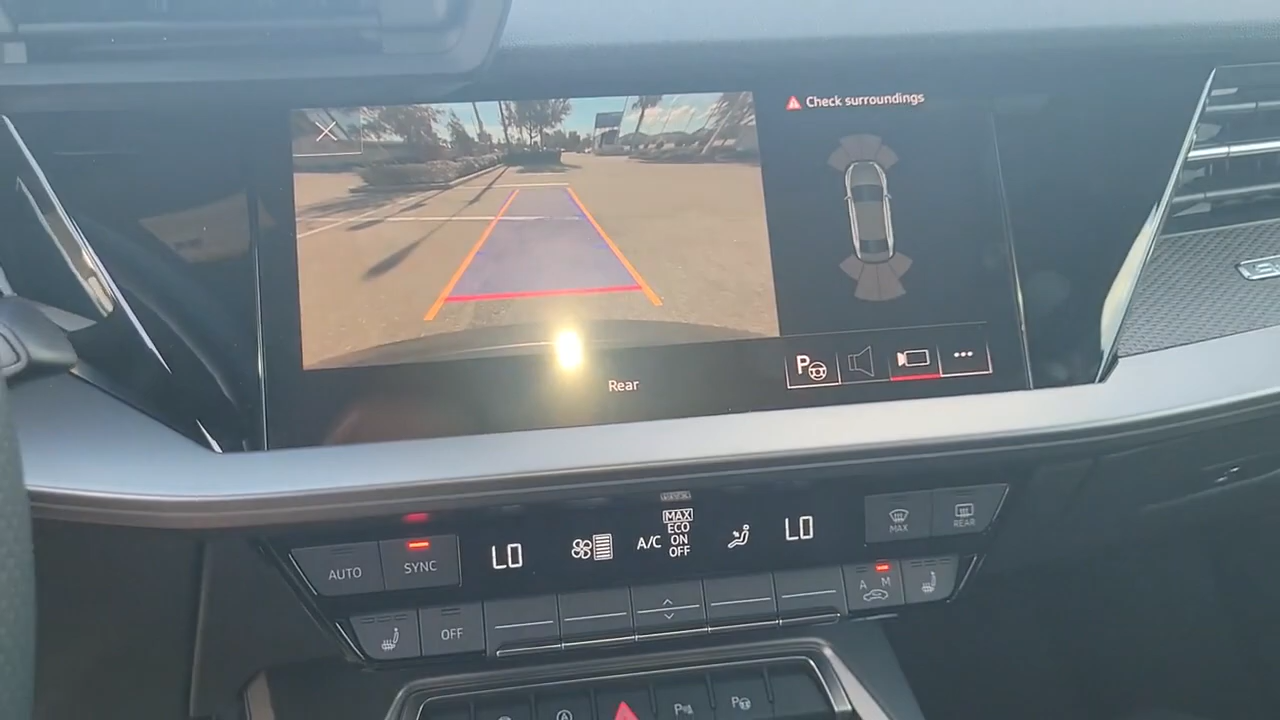 Check surroundings
Rear
P
MAX
ECO
ON
OFF
A/C
LO
LO
AUTO
SYNC
MAX
REAR
OFF
A M
P
P